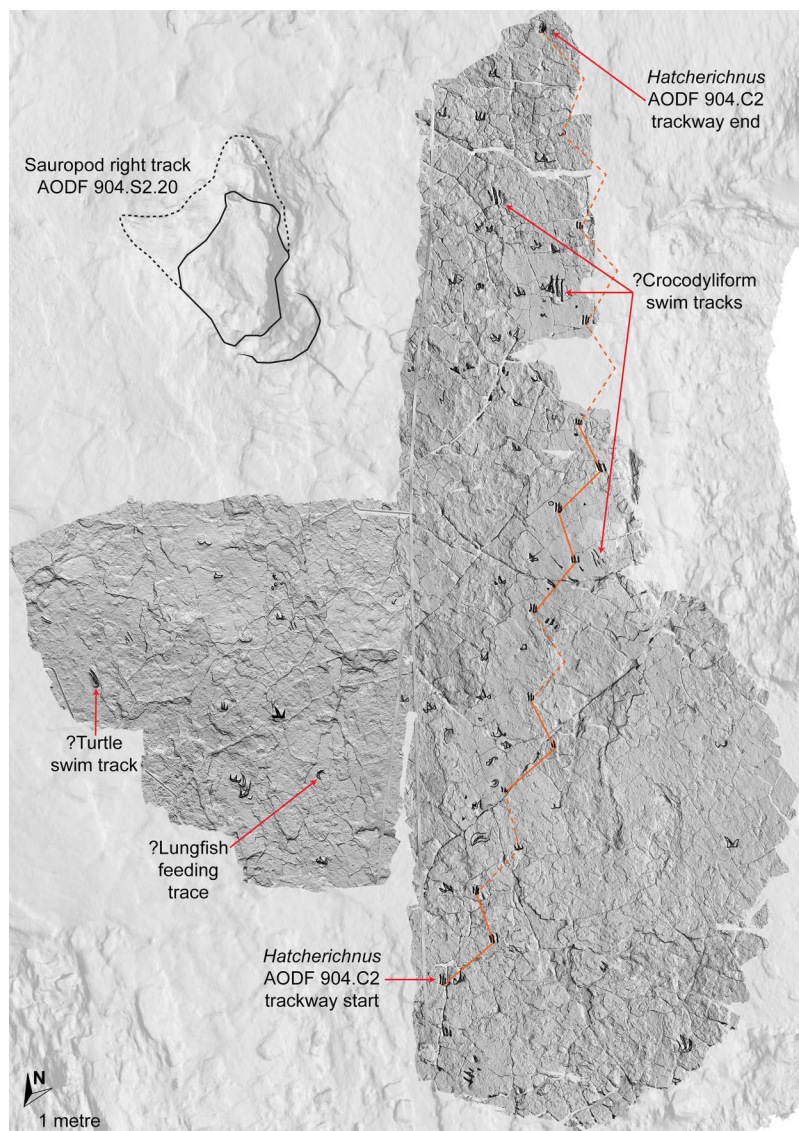 Hatcherichnus
AODF 904.C2
trackway end
Sauropod right track
AODF 904.S2.20
?Crocodyliform
swim tracks
?Turtle
swim track
?Lungfish
feeding
trace
Hatcherichnus
AODF 904.C2
trackway start
N
1 metre